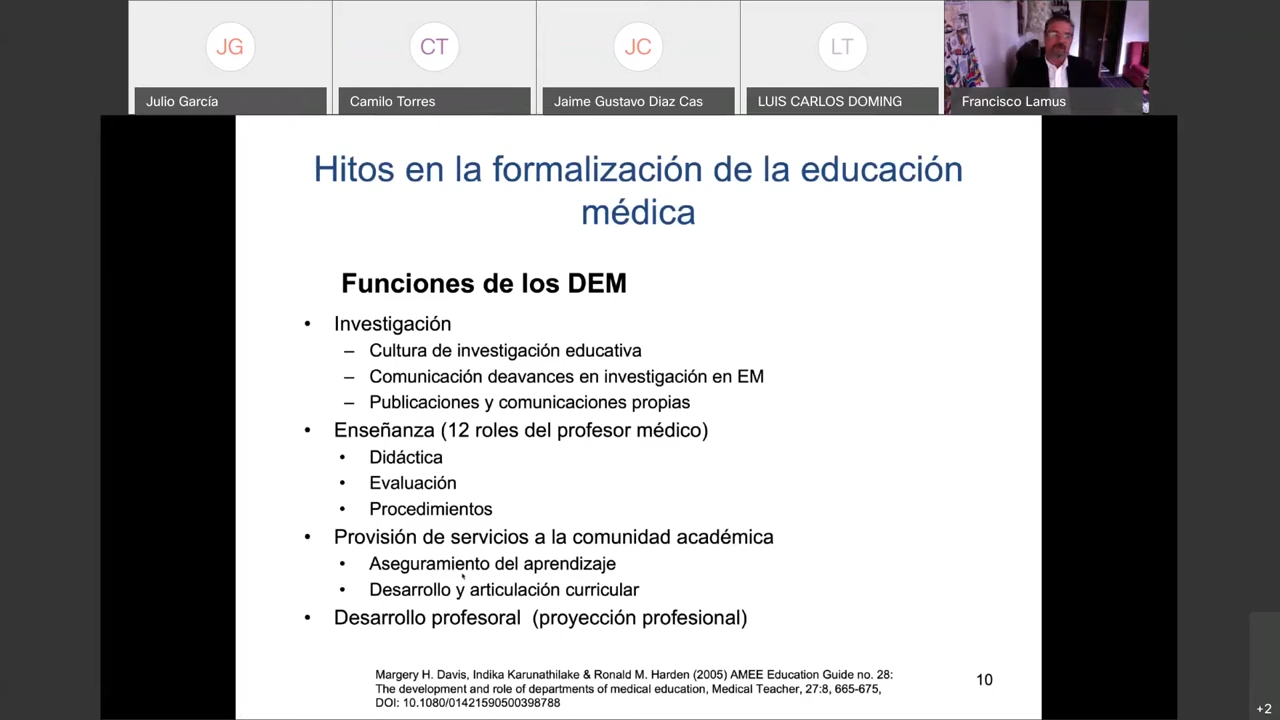 JG
CT
JC
LT
Julio García
Camilo Torres
Jaime Gustavo Diaz Cas
LUIS CARLOS DOMING
Francisco Lamus
Hitos en la formalización de la educación
médica
Funciones de los DEM
• Investigación
– Cultura de investigación educativa
– Comunicación deavances en investigación en EM
– Publicaciones y comunicaciones propias
• Enseñanza (12 roles del profesor médico)
• Didáctica
• Evaluación
• Procedimientos
• Provisión de servicios a la comunidad académica
• Aseguramiento del aprendizaje
• Desarrollo y articulación curricular
• Desarrollo profesoral (proyección profesional)
Margery H. Davis, Indika Karunathilake & Ronald M. Harden (2005) AMEE Education Guide no. 28:
The development and role of departments of medical education, Medical Teacher, 27:8, 665-675,
DOI: 10.1080/01421590500398788
10
+2